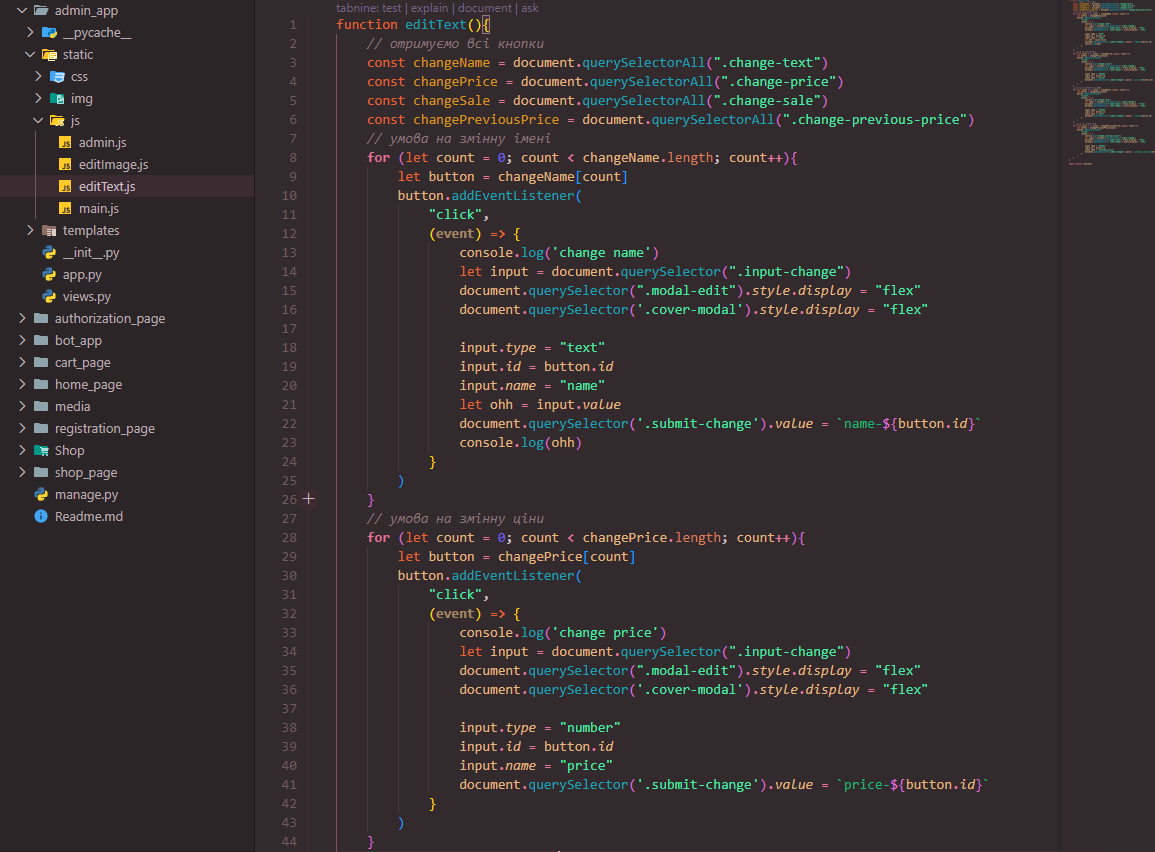 admin_app
__pycache__
static
css
img
js
admin.js
editImage.js
editText.js
main.js
templates
__init__.py
app.py
views.py
authorization_page
bot_app
cart_page
home_page
media
registration_page
Shop
shop_page
manage.py
Readme.md
tabnine: test | explain | document | ask
1 function editText(){
2 // отримуємо всі кнопки
3 const changeName = document.querySelectorAll(".change-text")
4 const changePrice = document.querySelectorAll(".change-price")
5 const changeSale = document.querySelectorAll(".change-sale")
6 const changePreviousPrice = document.querySelectorAll(".change-previous-price")
7 // умова на змінну імені
8 for (let count = 0; count < changeName.length; count++){
9 let button = changeName[count]
10 button.addEventListener(
11 "click",
12 (event) => {
13 console.log('change name')
14 let input = document.querySelector(".input-change")
15 document.querySelector(".modal-edit").style.display = "flex"
16 document.querySelector('.cover-modal').style.display = "flex"
17
18 input.type = "text"
19 input.id = button.id
20 input.name = "name"
21 let ohh = input.value
22 document.querySelector('.submit-change').value = `name-${button.id}`
23 console.log(ohh)
24 }
25 )
26 }
27 // умова на змінну ціни
28 for (let count = 0; count < changePrice.length; count++){
29 let button = changePrice[count]
30 button.addEventListener(
31 "click",
32 (event) => {
33 console.log('change price')
34 let input = document.querySelector(".input-change")
35 document.querySelector(".modal-edit").style.display = "flex"
36 document.querySelector('.cover-modal').style.display = "flex"
37
38 input.type = "number"
39 input.id = button.id
40 input.name = "price"
41 document.querySelector('.submit-change').value = `price-${button.id}`
42 }
43 )
44 }